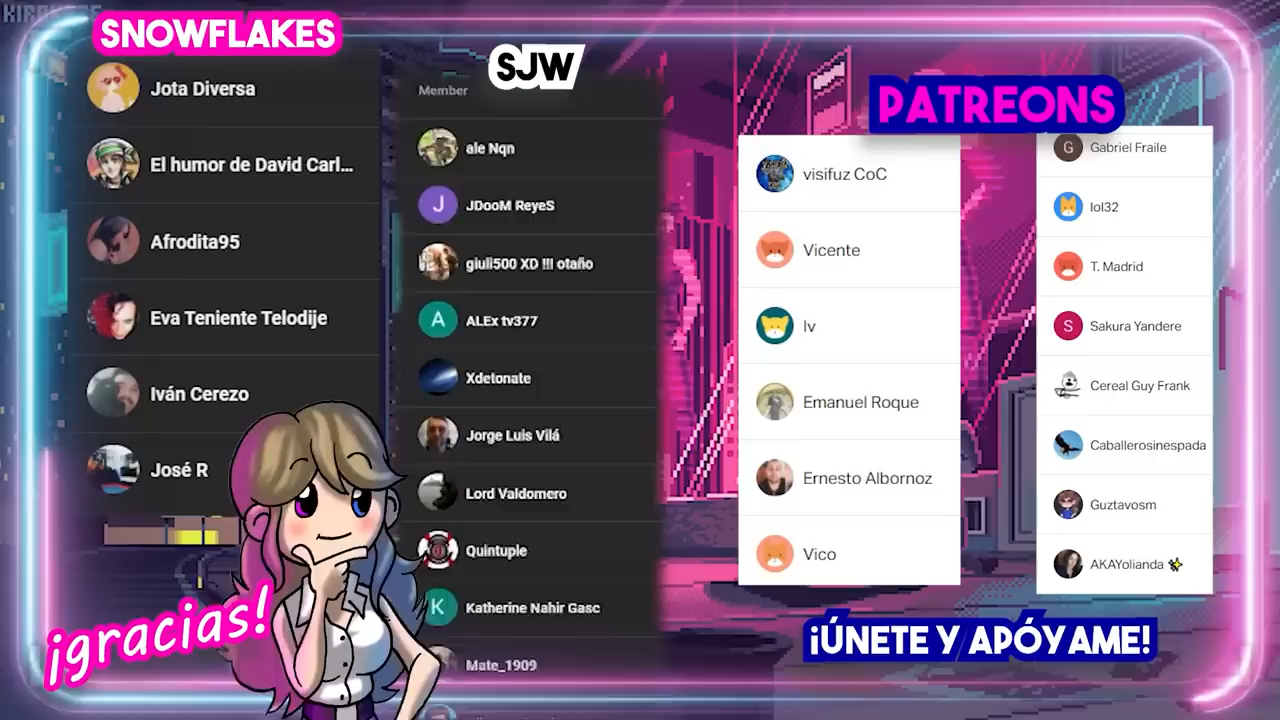 SNOWFLAKES
Jota Diversa
El humor de David Carl...
Afrodita95
Eva Teniente Telodije
Iván Cerezo
José R
¡gracias!
SJW
Member
ale Nqn
J
JDooM ReyeS
giuli500 XD !!! otaño
A
ALEx tv377
Xdetonate
Jorge Luis Vilá
Lord Valdomero
Quintuple
K
Katherine Nahir Gasc
Mate_1909
PATREONS
visifuz CoC
Vicente
Iv
Emanuel Roque
Ernesto Albornoz
Vico
G
Gabriel Fraile
lol32
T. Madrid
S
Sakura Yandere
Cereal Guy Frank
Caballerosinespada
Guztavosm
AKAYolianda ✨
¡ÚNETE Y APÓYAME!